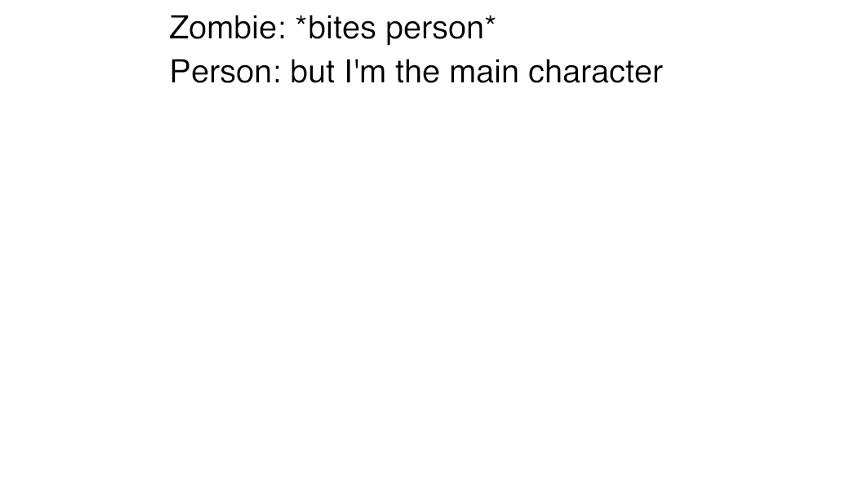 Zombie: *bites person*
Person: but I'm the main character